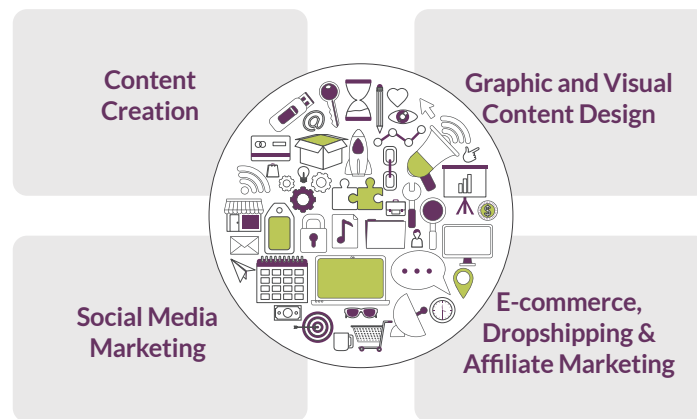 Content
Creation
Graphic and Visual
Content Design
Social Media
Marketing
E-commerce,
Dropshipping &
Affiliate Marketing